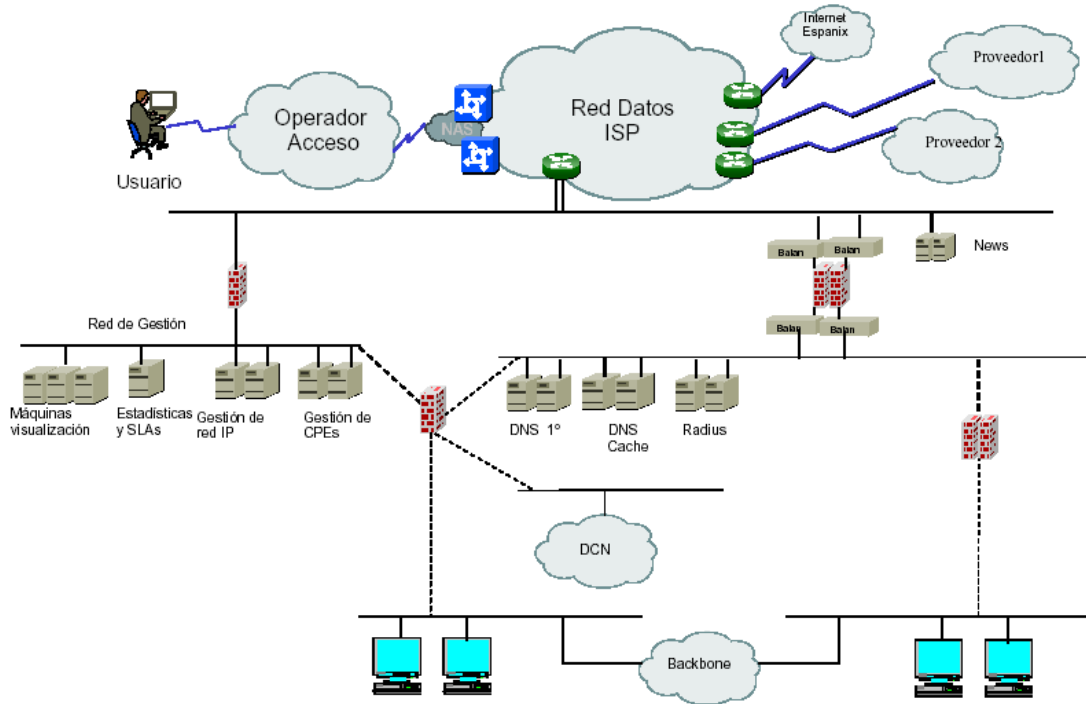 Internet
Espanix
Proveedor1
Operador
Acceso
NAS
Red Datos
ISP
Proveedor 2
Usuario
Balan
Balan
News
Red de Gestión
Balan
Balan
Máquinas
visualización
Estadísticas
y SLAs
Gestión de
red IP
Gestión de
CPEs
DNS 1º
DNS
Cache
Radius
DCN
Backbone